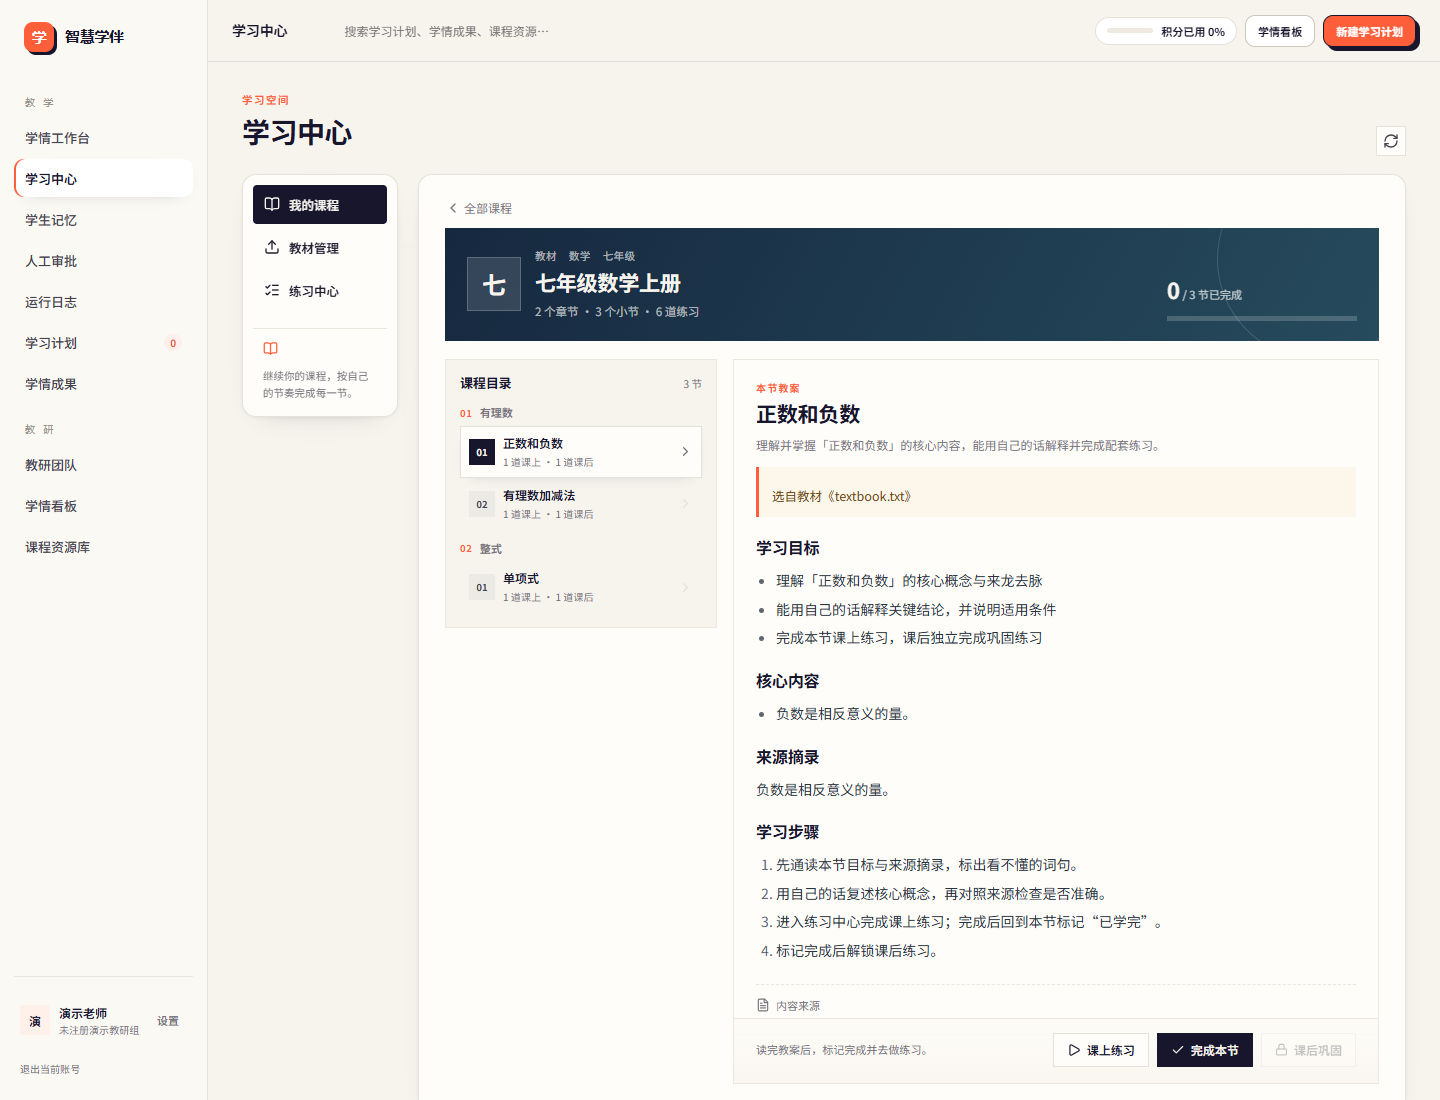 学 智慧学伴
教 学
学情工作台
学习中心
学生记忆
人工审批
运行日志
学习计划 0
学情成果
教 研
教研团队
学情看板
课程资源库
演 演示老师 设置
未注册演示教研组
退出当前账号
学习中心 搜索学习计划、学情成果、课程资源… 积分已用 0% 学情看板 新建学习计划
学习空间
学习中心
我的课程
教材管理
练习中心
继续你的课程，按自己
的节奏完成每一节。
全部课程
七
教材 数学 七年级
七年级数学上册
2 个章节 · 3 个小节 · 6 道练习
0 / 3 节已完成
课程目录 3 节
01 有理数
01 正数和负数
1 道课上 · 1 道课后
02 有理数加减法
1 道课上 · 1 道课后
02 整式
01 单项式
1 道课上 · 1 道课后
本节教案
正数和负数
理解并掌握「正数和负数」的核心内容，能用自己的话解释并完成配套练习。
选自教材《textbook.txt》
学习目标
• 理解「正数和负数」的核心概念与来龙去脉
• 能用自己的话解释关键结论，并说明适用条件
• 完成本节课上练习，课后独立完成巩固练习
核心内容
• 负数是相反意义的量。
来源摘录
负数是相反意义的量。
学习步骤
1. 先通读本节目标与来源摘录，标出看不懂的词句。
2. 用自己的话复述核心概念，再对照来源检查是否准确。
3. 进入练习中心完成课上练习；完成后回到本节标记“已学完”。
4. 标记完成后解锁课后练习。
内容来源
读完教案后，标记完成并去做练习。 课上练习 完成本节 课后巩固